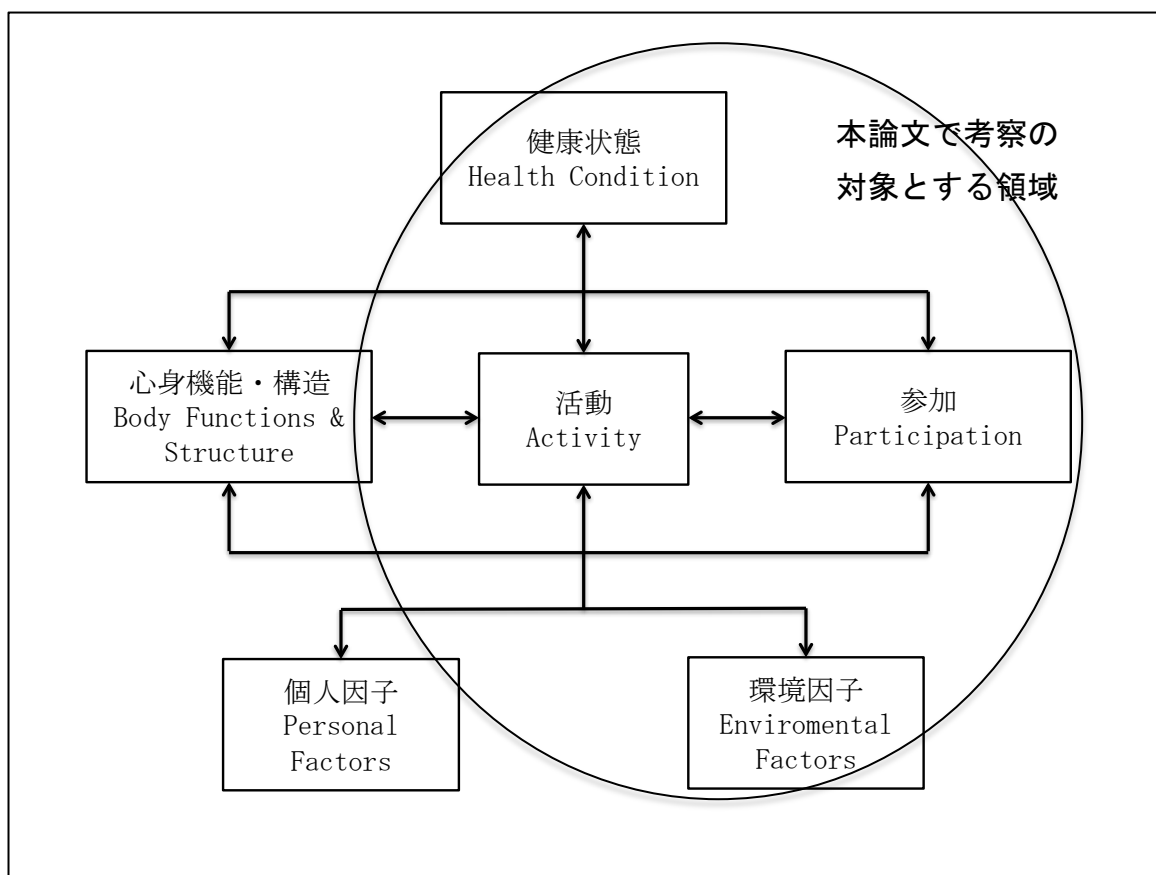 健康状態
Health Condition
本論文で考察の
対象とする領域
心身機能・構造
Body Functions &
Structure
活動
Activity
参加
Participation
個人因子
Personal
Factors
環境因子
Enviromental
Factors